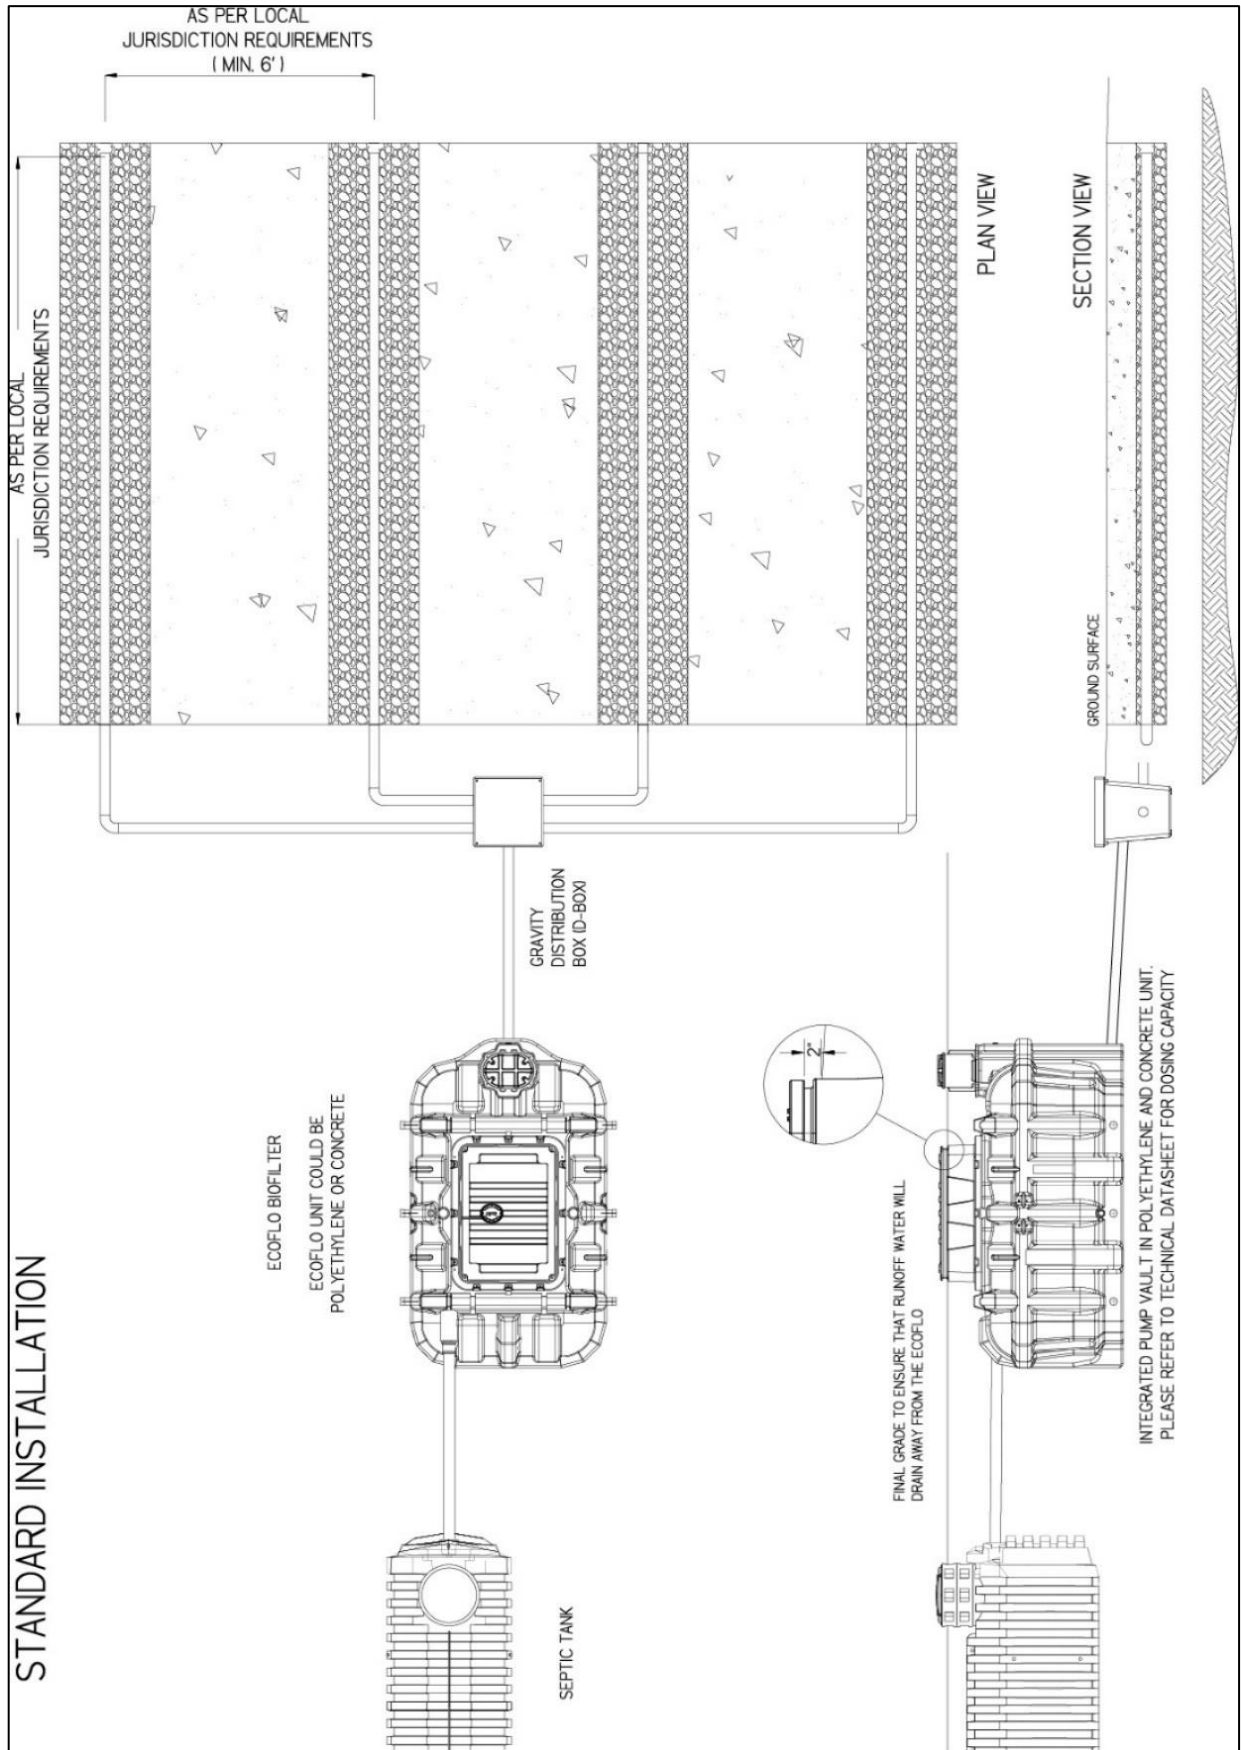 STANDARD INSTALLATION
AS PER LOCAL
JURISDICTION REQUIREMENTS
( MIN. 6' )
AS PER LOCAL
JURISDICTION REQUIREMENTS
PLAN VIEW
SECTION VIEW
GROUND SURFACE
GRAVITY
DISTRIBUTION
BOX (D-BOX)
ECOFLO BIOFILTER
ECOFLO UNIT COULD BE
POLYETHYLENE OR CONCRETE
SEPTIC TANK
2"
FINAL GRADE TO ENSURE THAT RUNOFF WATER WILL
DRAIN AWAY FROM THE ECOFLO
INTEGRATED PUMP VAULT IN POLYETHYLENE AND CONCRETE UNIT.
PLEASE REFER TO TECHNICAL DATASHEET FOR DOSING CAPACITY